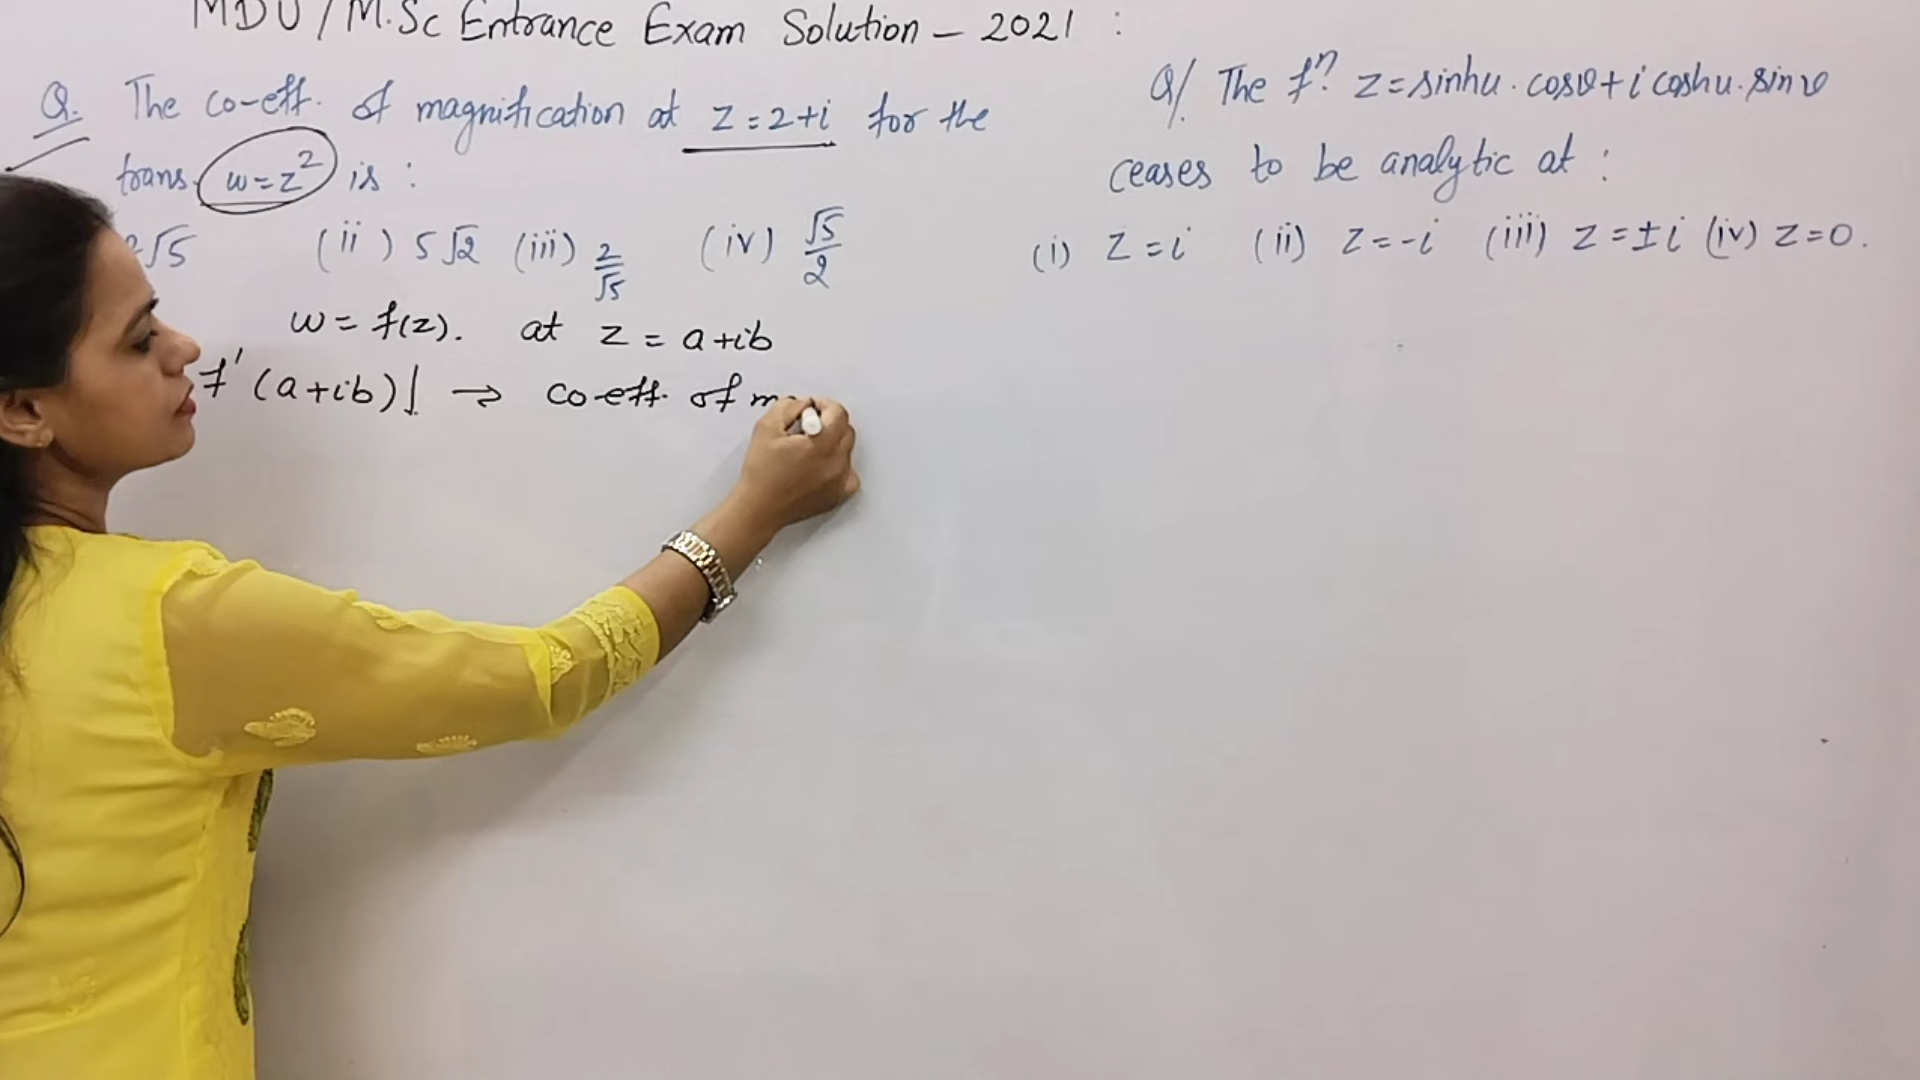 MDU / M.Sc Entrance Exam Solution - 2021 :
Q. The co-eff. of magnification at z = 2+i for the
trans. w = z² is :
2√5 (ii) 5√2 (iii) 2/√5 (iv) √5/2
w = f(z). at z = a+ib
f'(a+ib)| → co-eff. of
Q/ The fⁿ. z = sinhu . cosv + i coshu . sinv
ceases to be analytic at :
(i) z = i (ii) z = -i (iii) z = ±i (iv) z = 0.